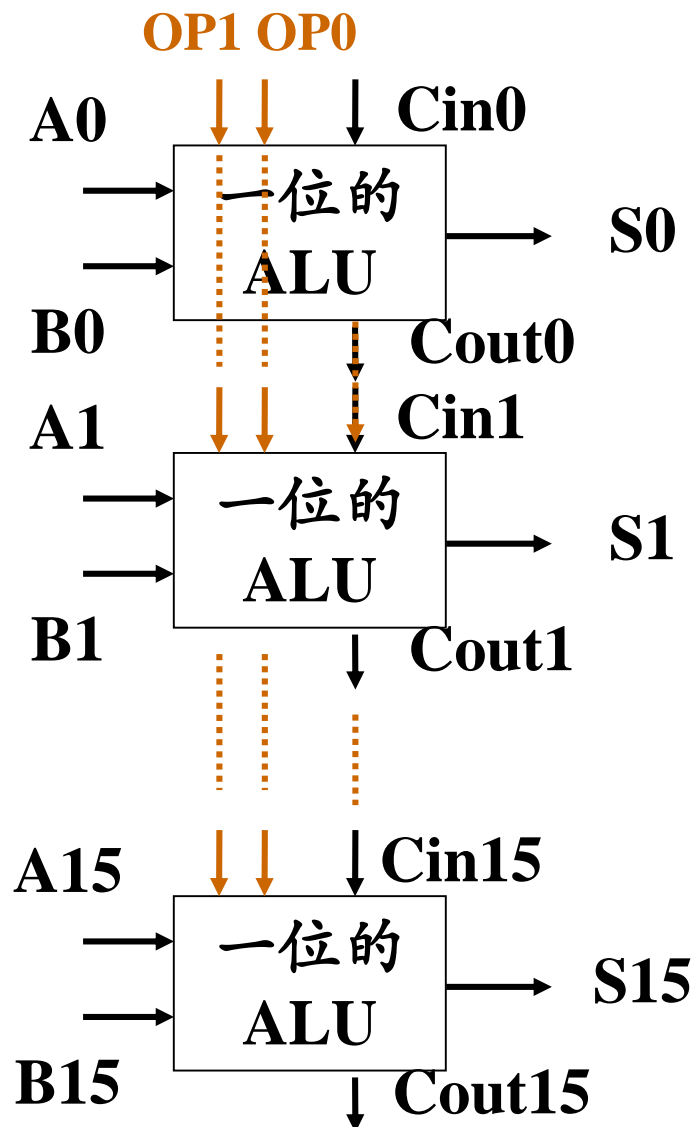 OP1 OP0
A0
Cin0
一位的
ALU
S0
B0
Cout0
A1
Cin1
一位的
ALU
S1
B1
Cout1
A15
Cin15
一位的
ALU
S15
B15
Cout15